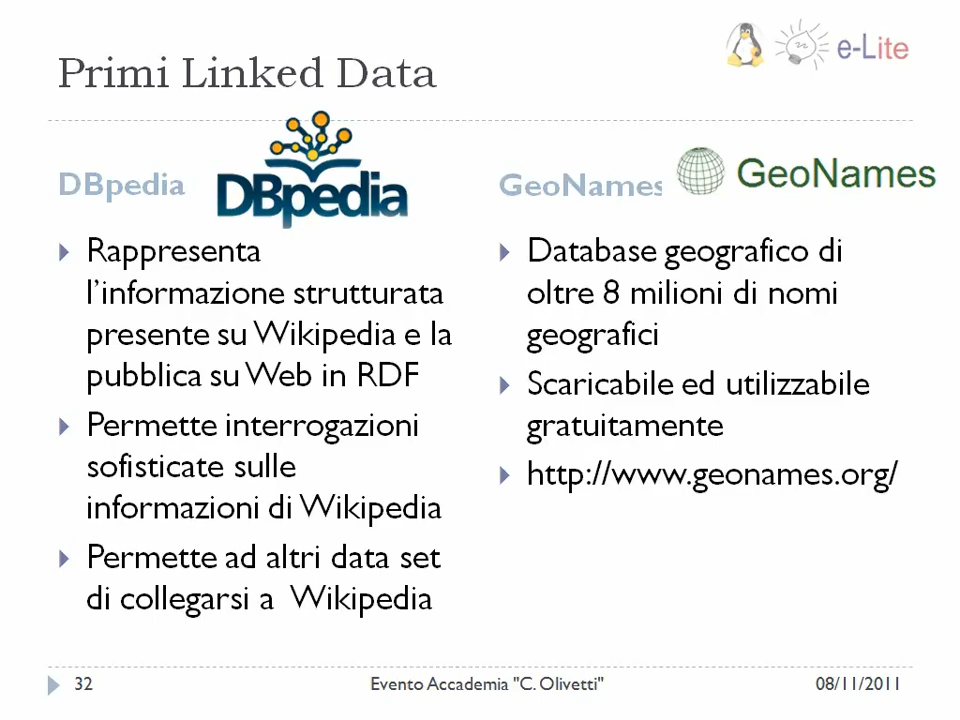 e-Lite
Primi Linked Data
DBpedia
DBpedia
Rappresenta
l’informazione strutturata
presente su Wikipedia e la
pubblica su Web in RDF
Permette interrogazioni
sofisticate sulle
informazioni di Wikipedia
Permette ad altri data set
di collegarsi a Wikipedia
GeoNames
GeoNames
Database geografico di
oltre 8 milioni di nomi
geografici
Scaricabile ed utilizzabile
gratuitamente
http://www.geonames.org/
32
Evento Accademia "C. Olivetti"
08/11/2011